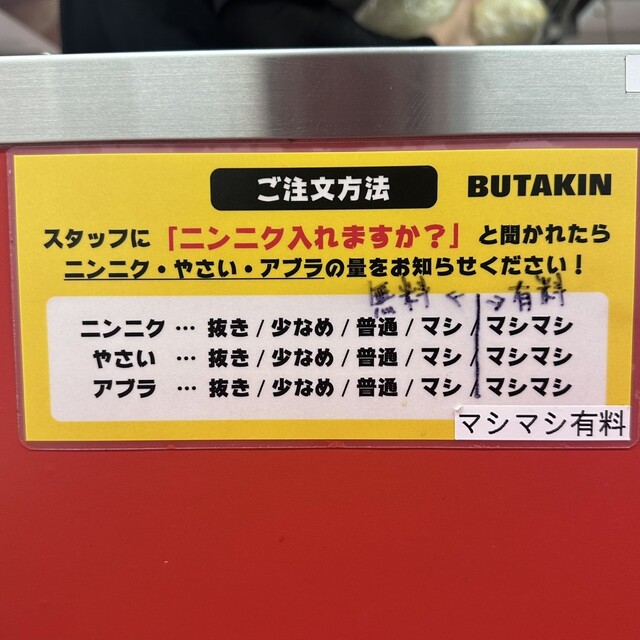 ご注文方法 BUTAKIN
スタッフに「ニンニク入れますか？」と聞かれたら
ニンニク・やさい・アブラの量をお知らせください！
無料 ← → 有料
ニンニク … 抜き / 少なめ / 普通 / マシ / マシマシ
やさい … 抜き / 少なめ / 普通 / マシ / マシマシ
アブラ … 抜き / 少なめ / 普通 / マシ / マシマシ
マシマシ有料